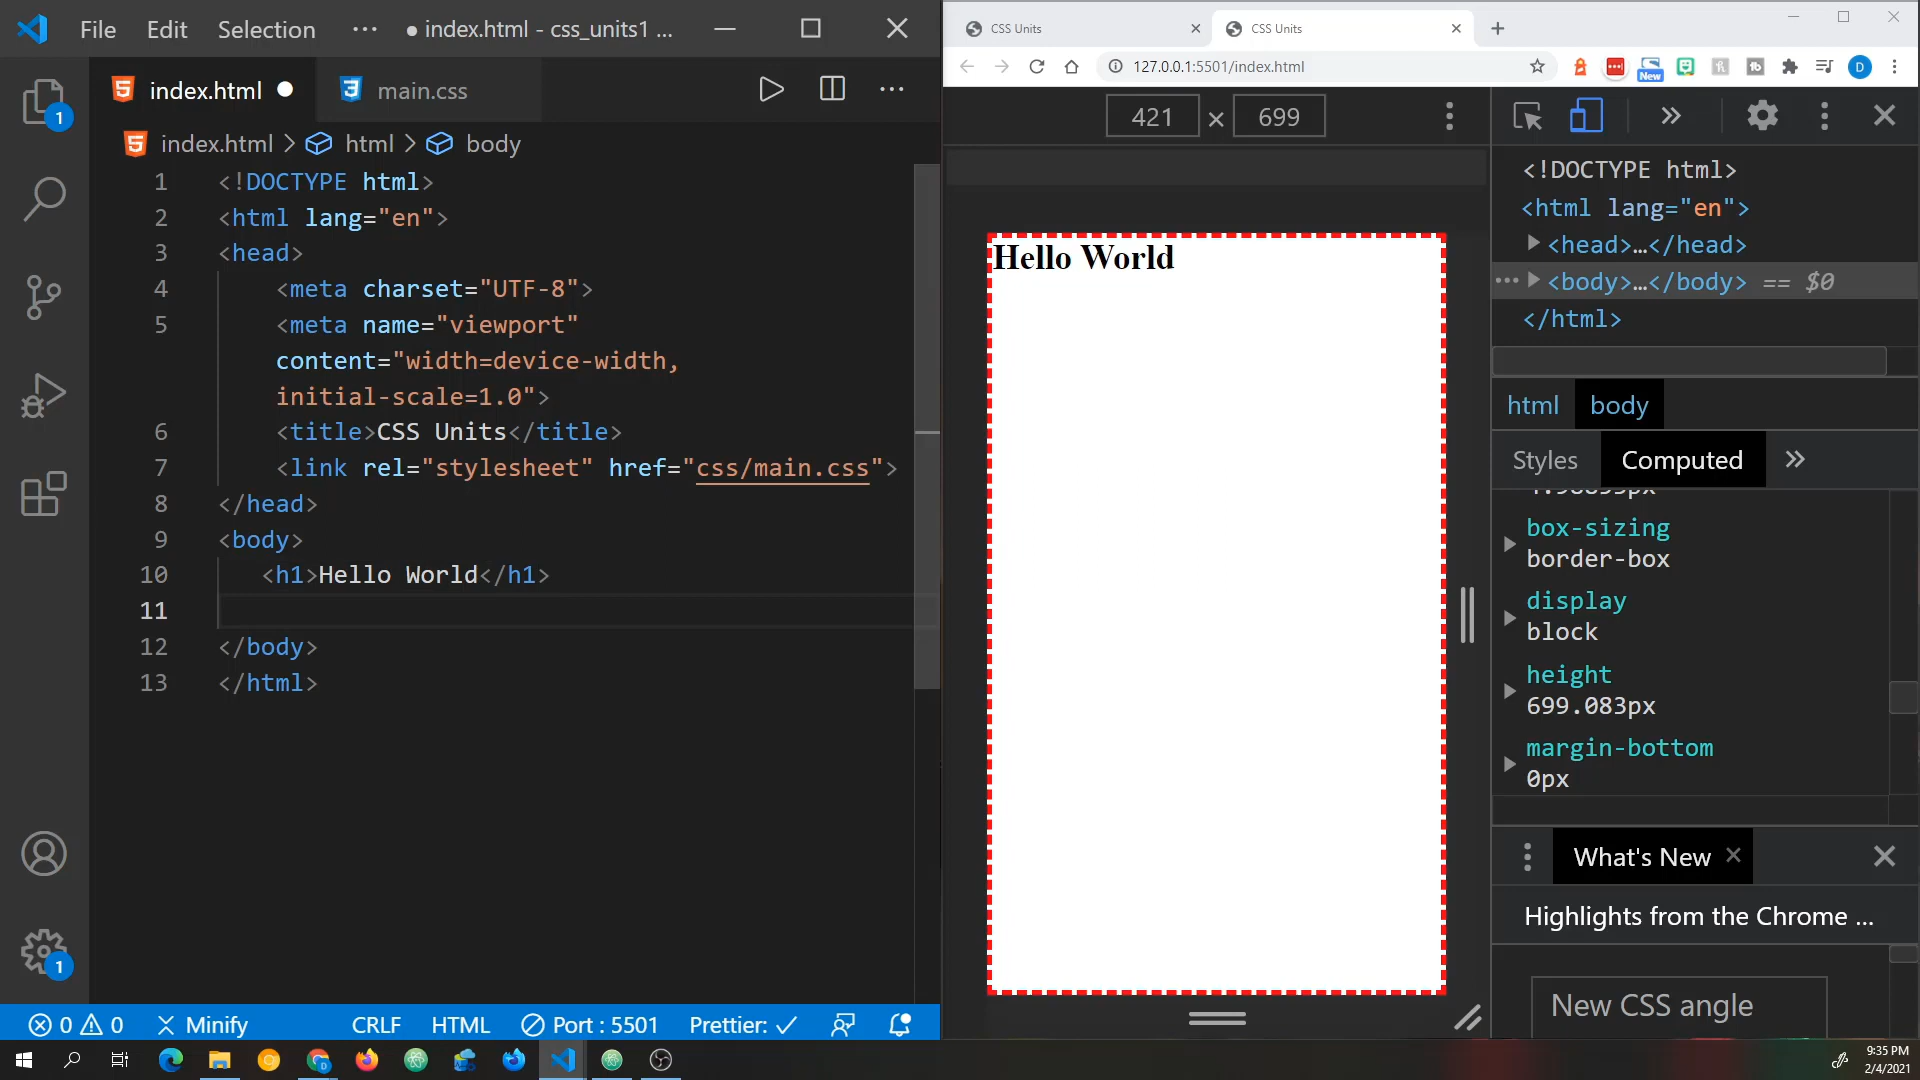 File Edit Selection ··· ● index.html - css_units1 ...
index.html ● main.css
index.html > html > body
1 <!DOCTYPE html>
2 <html lang="en">
3 <head>
4 <meta charset="UTF-8">
5 <meta name="viewport"
content="width=device-width,
initial-scale=1.0">
6 <title>CSS Units</title>
7 <link rel="stylesheet" href="css/main.css">
8 </head>
9 <body>
10 <h1>Hello World</h1>
11
12 </body>
13 </html>
1
1
0 0 Minify CRLF HTML Port : 5501 Prettier: ✓
CSS Units
CSS Units
127.0.0.1:5501/index.html
New
D
421 × 699
Hello World
<!DOCTYPE html>
<html lang="en">
<head>…</head>
<body>…</body> == $0
</html>
html body
Styles Computed
box-sizing
border-box
display
block
height
699.083px
margin-bottom
0px
What's New
Highlights from the Chrome ...
New CSS angle
9:35 PM
2/4/2021